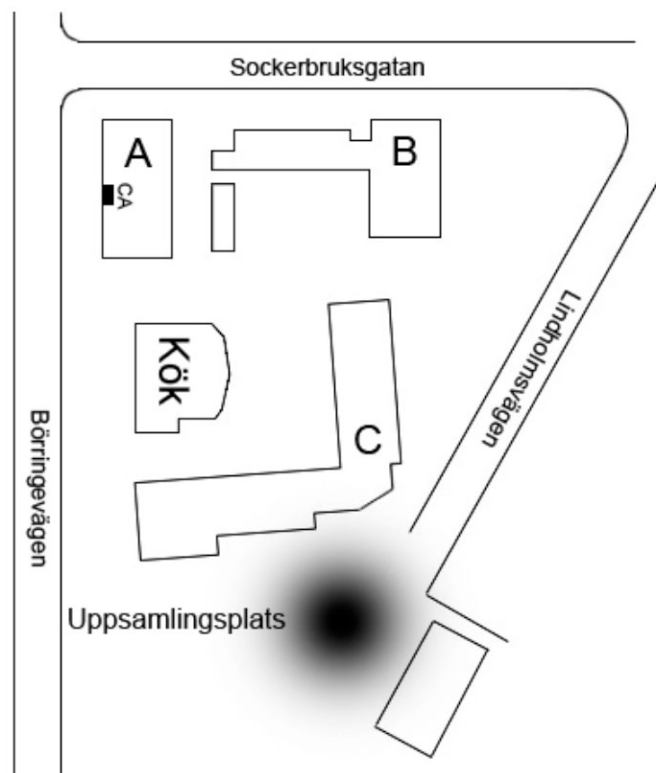 Sockerbruksgatan
A
B
CA
Lindholmsvägen
Kök
C
Börringevägen
Uppsamlingsplats